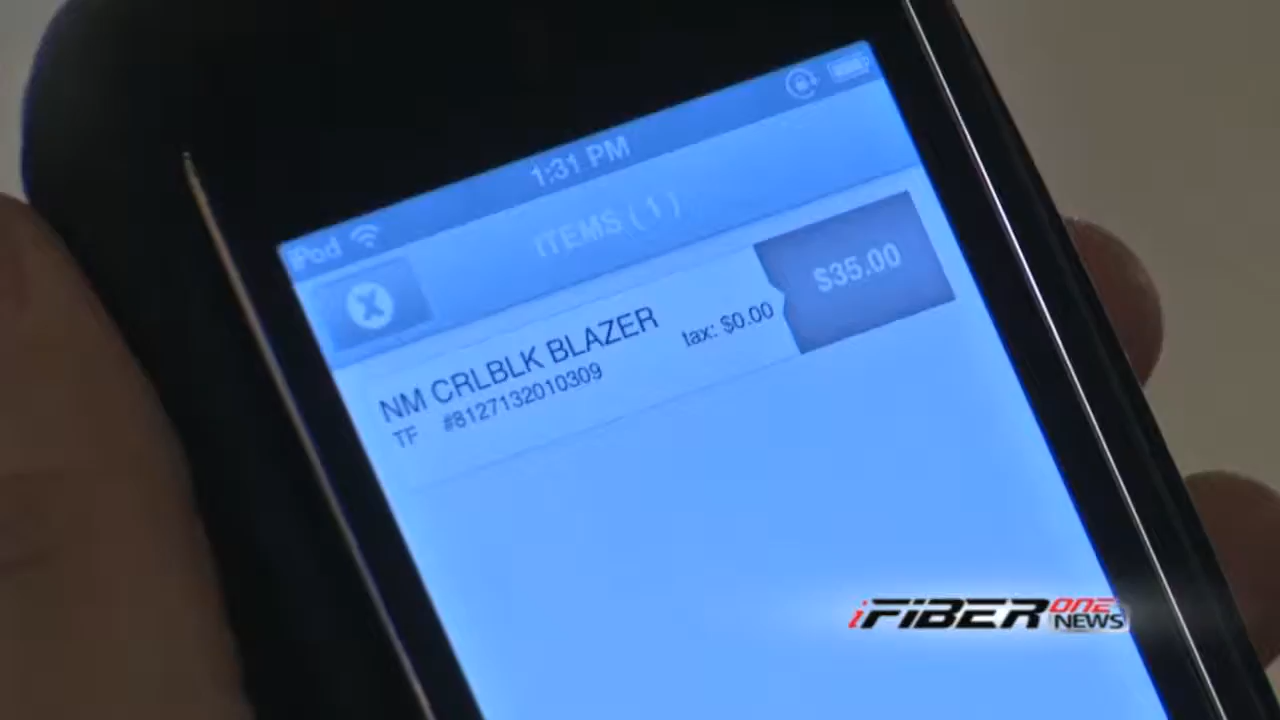 iPod 1:31 PM
ITEMS ( 1 )
NM CRLBLK BLAZER
tax: $0.00
$35.00
TF #8127132010309
iFIBER ONE NEWS